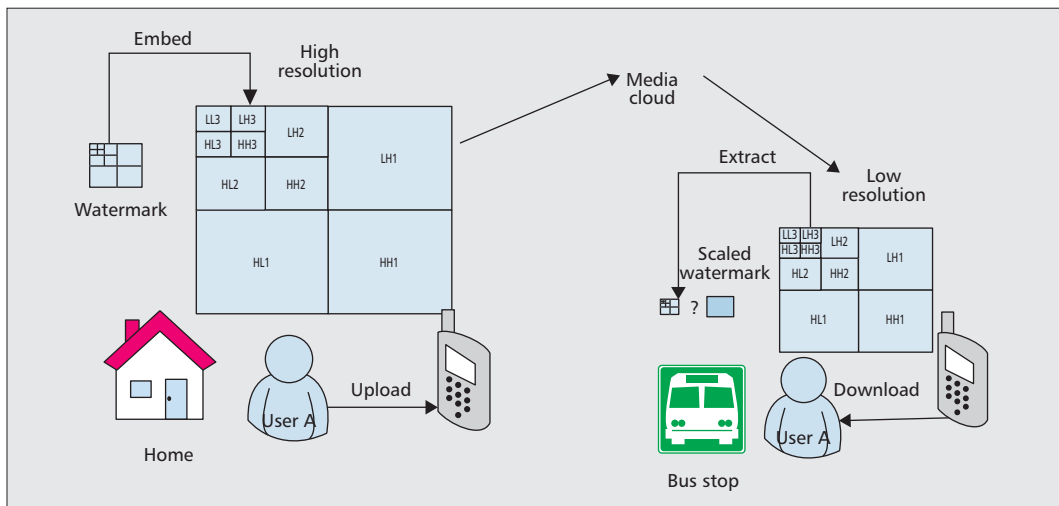 Embed
High
resolution
LL3 LH3
LH2
HL3 HH3
LH1
HL2 HH2
HL1 HH1
Watermark
Media
cloud
Extract
Low
resolution
LL3 LH3
LH2
HL3 HH3
LH1
HL2 HH2
HL1 HH1
Scaled
watermark
?
Upload
User A
Home
Download
User A
Bus stop